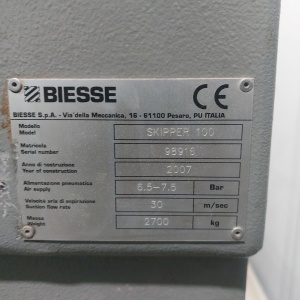 BIESSE CE
BIESSE S.p.A. - Via della Meccanica, 16 - 61100 Pesaro, PU ITALIA
Modello
Model SKIPPER 100
Matricola
Serial number 98916
Anno di costruzione
Year of construction 2007
Alimentazione pneumatica
Air supply 6.5-7.5 Bar
Velocità aria di aspirazione
Suction flow rate 30 m/sec
Massa
Weight 2700 kg